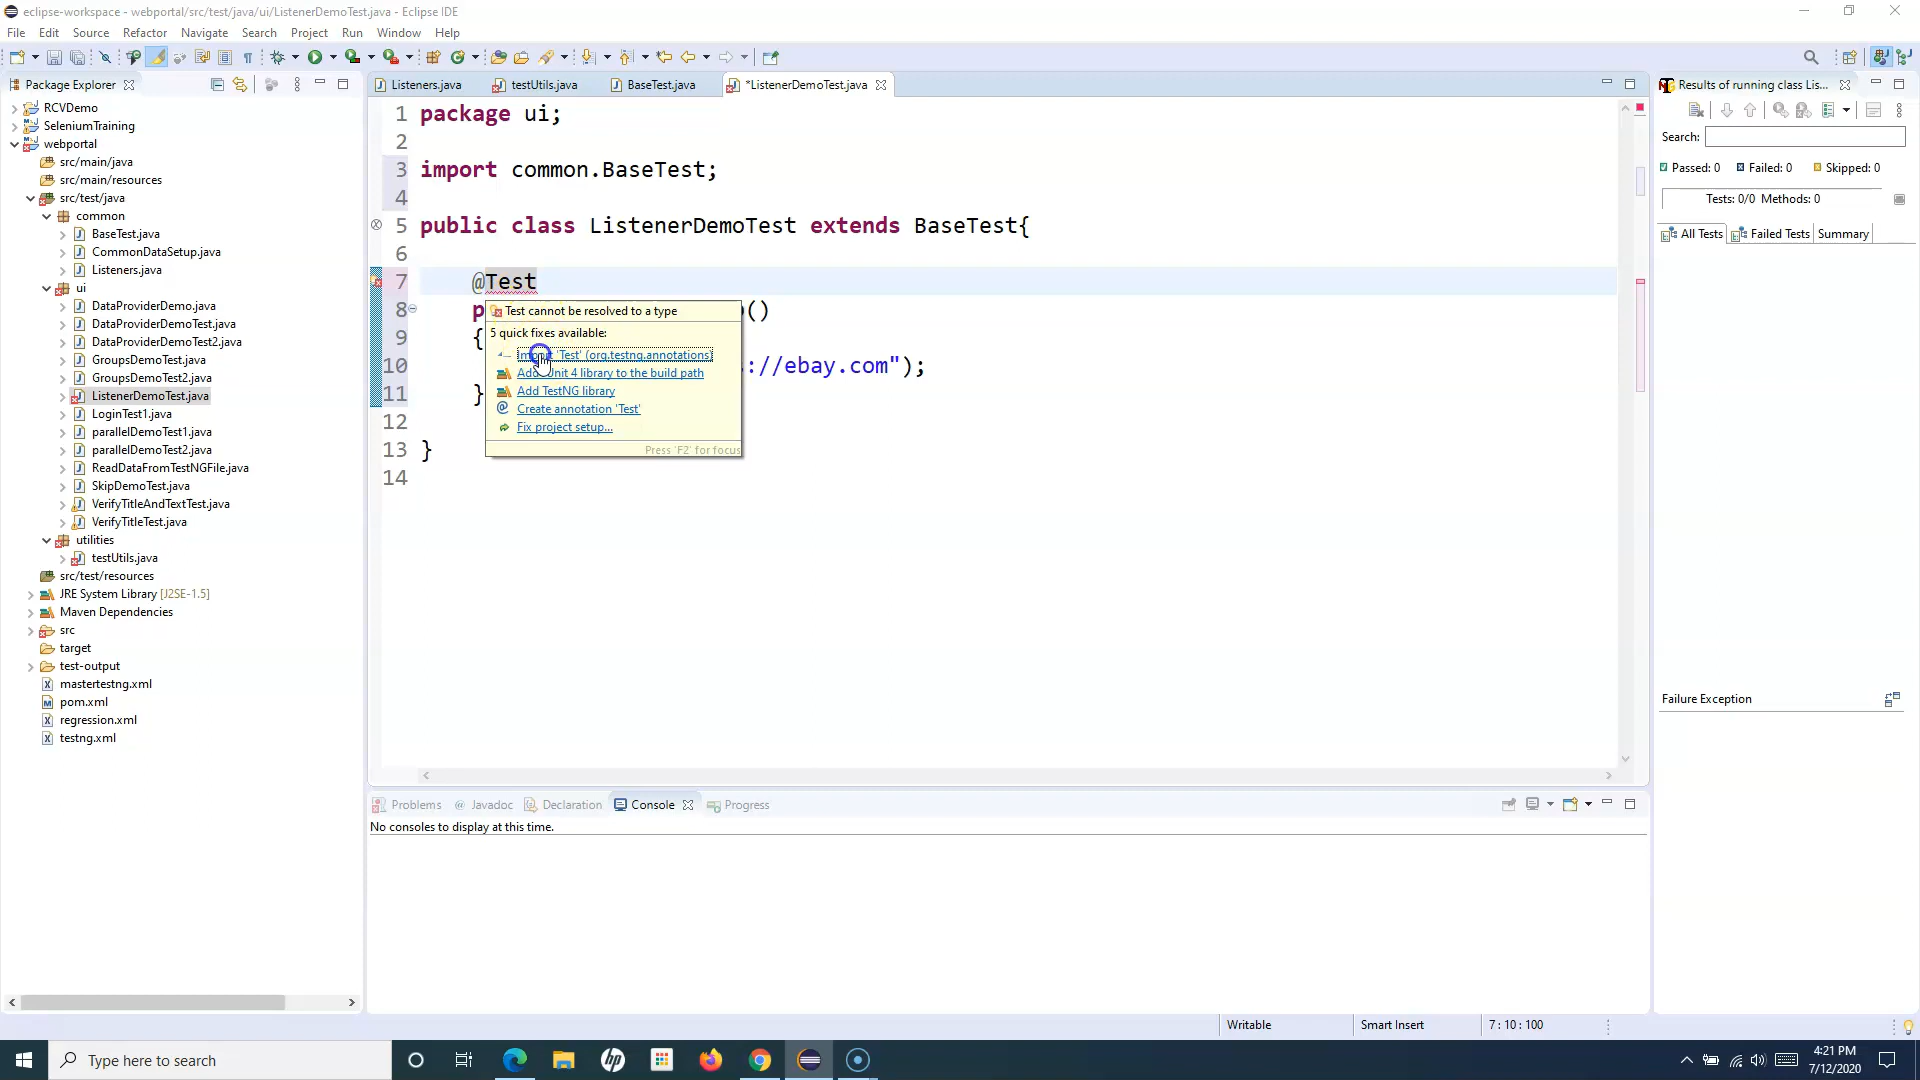 eclipse-workspace - webportal/src/test/java/ui/ListenerDemoTest.java - Eclipse IDE
File Edit Source Refactor Navigate Search Project Run Window Help
Package Explorer
RCVDemo
SeleniumTraining
webportal
src/main/java
src/main/resources
src/test/java
common
BaseTest.java
CommonDataSetup.java
Listeners.java
ui
DataProviderDemo.java
DataProviderDemoTest.java
DataProviderDemoTest2.java
GroupsDemoTest.java
GroupsDemoTest2.java
ListenerDemoTest.java
LoginTest1.java
parallelDemoTest1.java
parallelDemoTest2.java
ReadDataFromTestNGFile.java
SkipDemoTest.java
VerifyTitleAndTextTest.java
VerifyTitleTest.java
utilities
testUtils.java
src/test/resources
JRE System Library [J2SE-1.5]
Maven Dependencies
src
target
test-output
mastertestng.xml
pom.xml
regression.xml
testng.xml
Listeners.java testUtils.java BaseTest.java *ListenerDemoTest.java
1 package ui;
2
3 import common.BaseTest;
4
5 public class ListenerDemoTest extends BaseTest{
6
7 @Test
8 p ()
9 {
10 ://ebay.com");
11 }
12
13 }
14
Test cannot be resolved to a type
5 quick fixes available:
Import 'Test' (org.testng.annotations)
Add JUnit 4 library to the build path
Add TestNG library
Create annotation 'Test'
Fix project setup...
Press 'F2' for focus
Problems Javadoc Declaration Console Progress
No consoles to display at this time.
Results of running class Lis...
Search:
Passed: 0 Failed: 0 Skipped: 0
Tests: 0/0 Methods: 0
All Tests Failed Tests Summary
Failure Exception
Writable Smart Insert 7 : 10 : 100
Type here to search
4:21 PM
7/12/2020